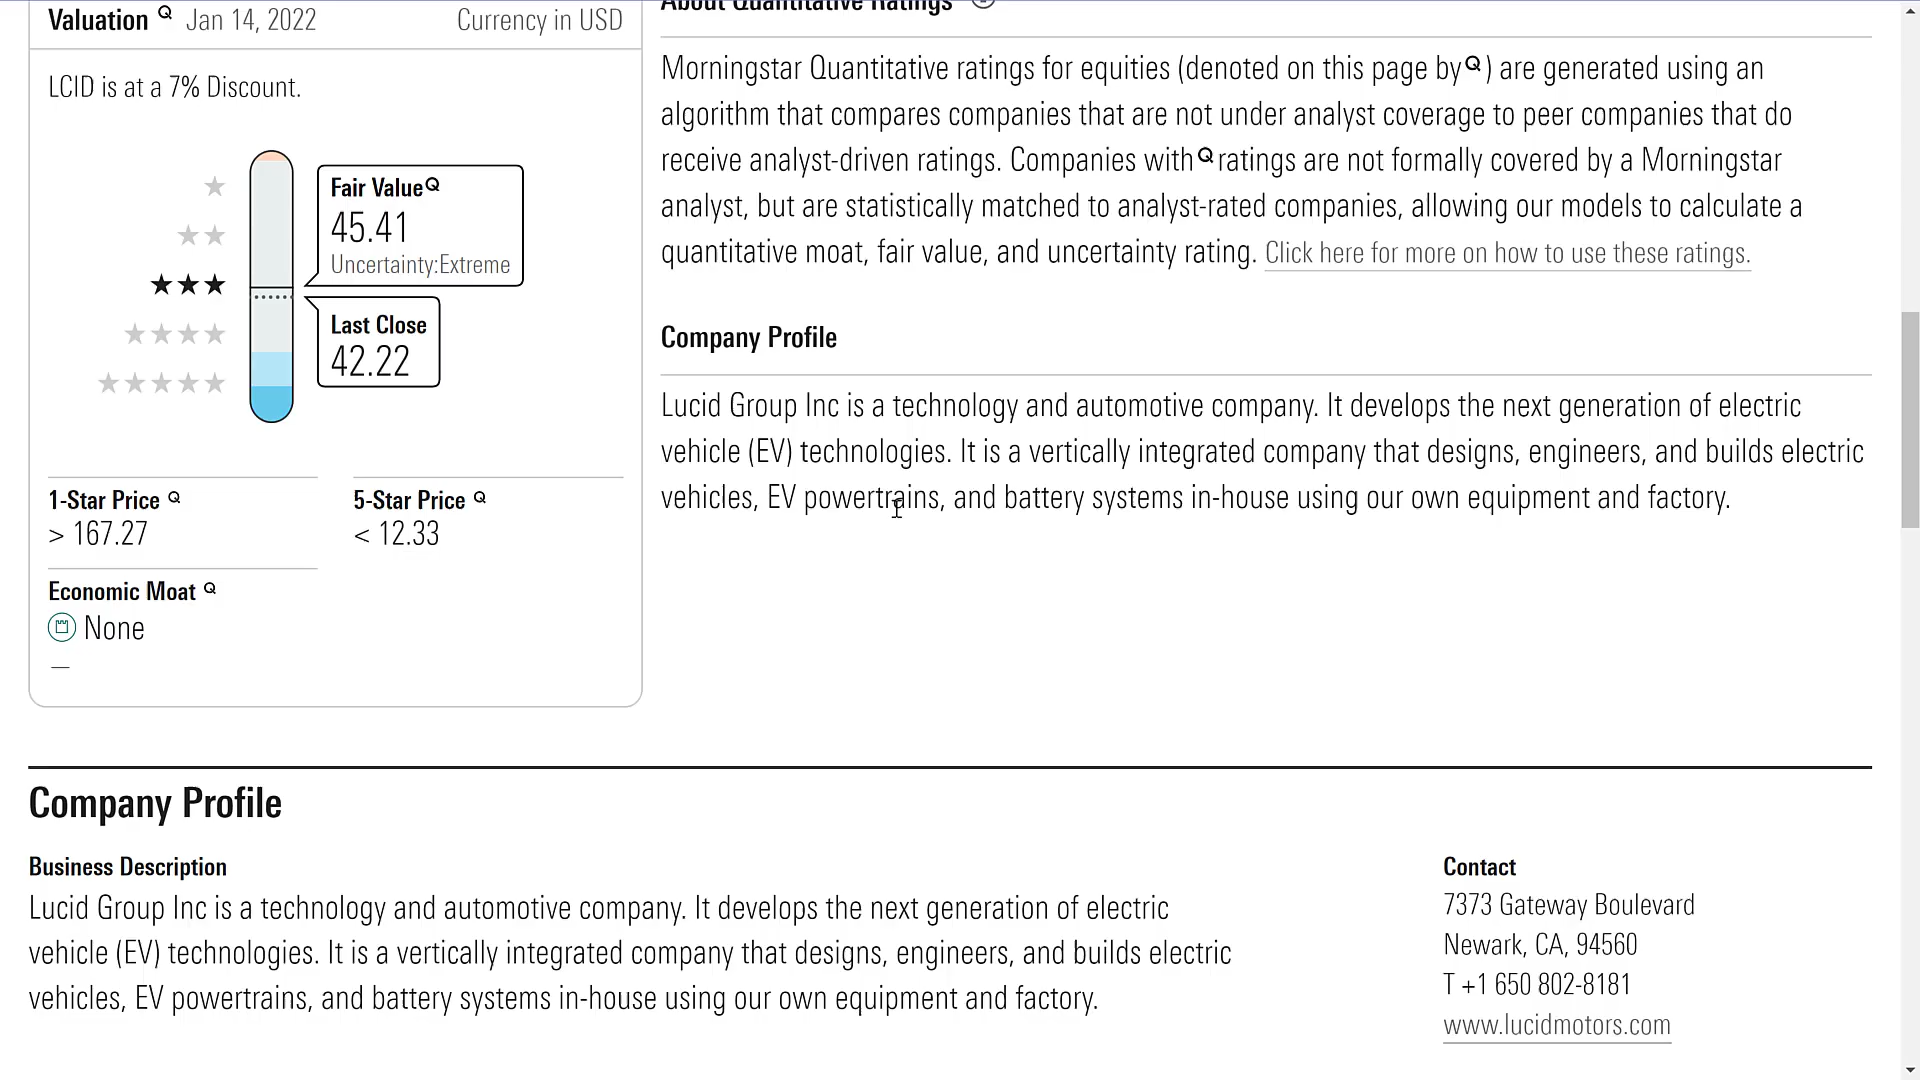 Valuation Q Jan 14, 2022 Currency in USD
LCID is at a 7% Discount.
Fair Value Q
45.41
Uncertainty:Extreme
Last Close
42.22
1-Star Price Q
> 167.27
5-Star Price Q
< 12.33
Economic Moat Q
None
—
About Quantitative Ratings
Morningstar Quantitative ratings for equities (denoted on this page by Q) are generated using an
algorithm that compares companies that are not under analyst coverage to peer companies that do
receive analyst-driven ratings. Companies with Q ratings are not formally covered by a Morningstar
analyst, but are statistically matched to analyst-rated companies, allowing our models to calculate a
quantitative moat, fair value, and uncertainty rating. Click here for more on how to use these ratings.
Company Profile
Lucid Group Inc is a technology and automotive company. It develops the next generation of electric
vehicle (EV) technologies. It is a vertically integrated company that designs, engineers, and builds electric
vehicles, EV powertrains, and battery systems in-house using our own equipment and factory.
Company Profile
Business Description
Lucid Group Inc is a technology and automotive company. It develops the next generation of electric
vehicle (EV) technologies. It is a vertically integrated company that designs, engineers, and builds electric
vehicles, EV powertrains, and battery systems in-house using our own equipment and factory.
Contact
7373 Gateway Boulevard
Newark, CA, 94560
T +1 650 802-8181
www.lucidmotors.com